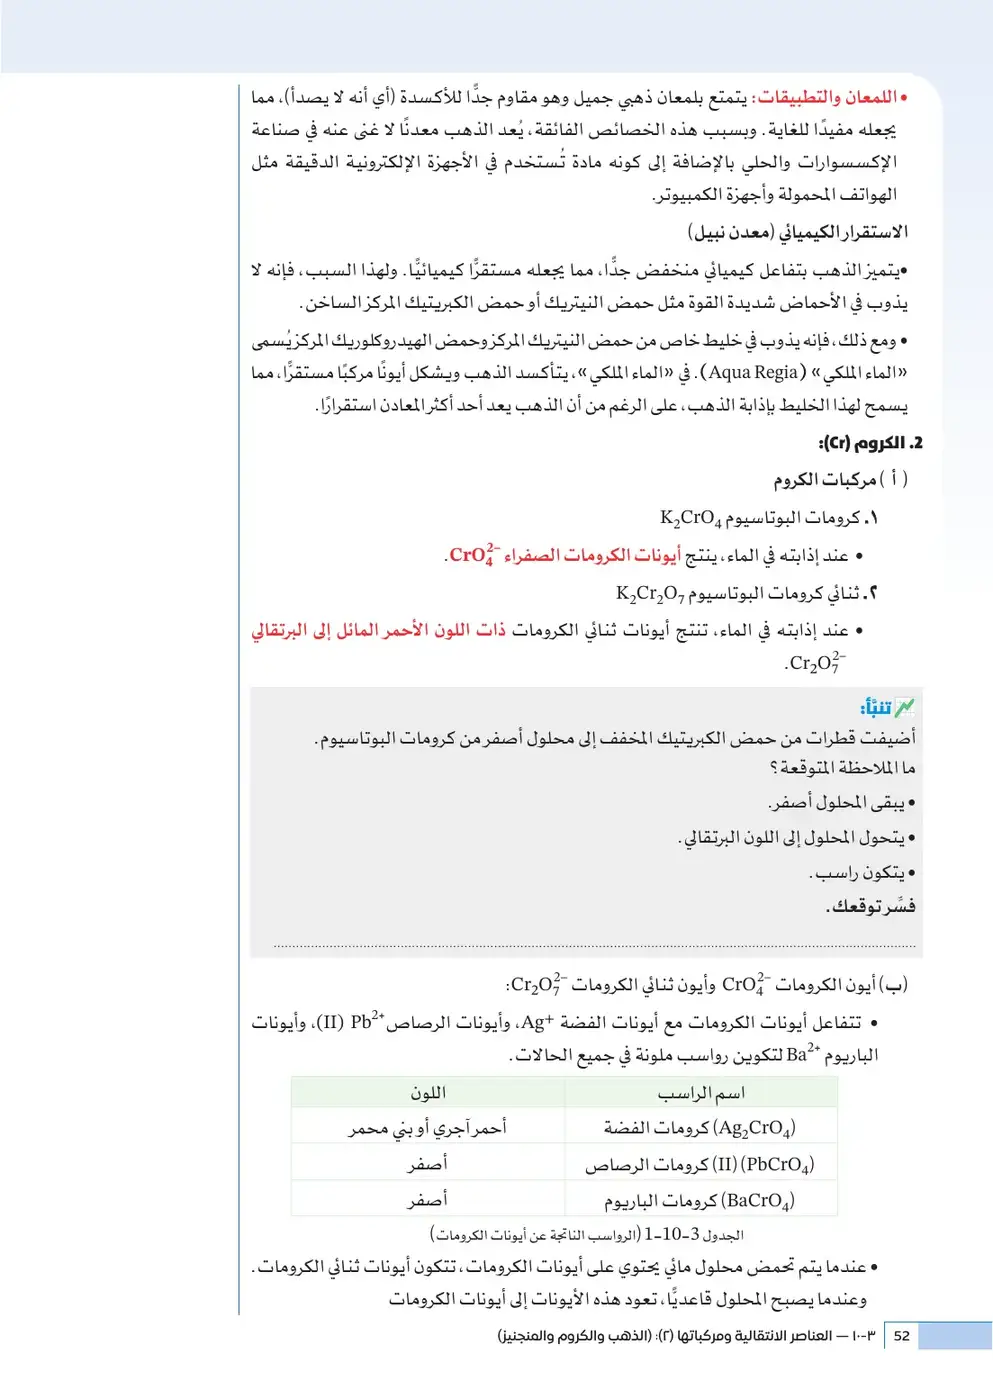 • اللمعان والتطبيقات: يتمتع بلمعان ذهبي جميل وهو مقاوم جدًّا للأكسدة (أي أنه لا يصدأ)، مما
يجعله مفيدًا للغاية. وبسبب هذه الخصائص الفائقة، يُعد الذهب معدنًا لا غنى عنه في صناعة
الإكسسوارات والحلي بالإضافة إلى كونه مادة تُستخدم في الأجهزة الإلكترونية الدقيقة مثل
الهواتف المحمولة وأجهزة الكمبيوتر.
الاستقرار الكيميائي (معدن نبيل)
•يتميز الذهب بتفاعل كيميائي منخفض جدًّا، مما يجعله مستقرًّا كيميائيًّا. ولهذا السبب، فإنه لا
يذوب في الأحماض شديدة القوة مثل حمض النيتريك أو حمض الكبريتيك المركز الساخن.
• ومع ذلك، فإنه يذوب في خليط خاص من حمض النيتريك المركز وحمض الهيدروكلوريك المركز يُسمى
«الماء الملكي» (Aqua Regia). في «الماء الملكي»، يتأكسد الذهب ويشكل أيونًا مركبًا مستقرًّا، مما
يسمح لهذا الخليط بإذابة الذهب، على الرغم من أن الذهب يعد أحد أكثر المعادن استقرارًا.
2. الكروم (Cr):
( أ ) مركبات الكروم
١. كرومات البوتاسيوم K₂CrO₄
• عند إذابته في الماء، ينتج أيونات الكرومات الصفراء CrO₄²⁻.
٢. ثنائي كرومات البوتاسيوم K₂Cr₂O₇
• عند إذابته في الماء، تنتج أيونات ثنائي الكرومات ذات اللون الأحمر المائل إلى البرتقالي
Cr₂O₇²⁻.
تنبَّأ:
أضيفت قطرات من حمض الكبريتيك المخفف إلى محلول أصفر من كرومات البوتاسيوم.
ما الملاحظة المتوقعة؟
• يبقى المحلول أصفر.
• يتحول المحلول إلى اللون البرتقالي.
• يتكون راسب.
فسَّر توقعك.
(ب) أيون الكرومات CrO₄²⁻ وأيون ثنائي الكرومات Cr₂O₇²⁻:
• تتفاعل أيونات الكرومات مع أيونات الفضة Ag⁺، وأيونات الرصاص Pb²⁺ (II)، وأيونات
الباريوم Ba²⁺ لتكوين رواسب ملونة في جميع الحالات.
اسم الراسب اللون
(Ag₂CrO₄) كرومات الفضة أحمر آجري أو بني محمر
(PbCrO₄) (II) كرومات الرصاص أصفر
(BaCrO₄) كرومات الباريوم أصفر
الجدول 3-10-1 (الرواسب الناتجة عن أيونات الكرومات)
• عندما يتم تحمض محلول مائي يحتوي على أيونات الكرومات، تتكون أيونات ثنائي الكرومات.
وعندما يصبح المحلول قاعديًّا، تعود هذه الأيونات إلى أيونات الكرومات
52 ٣-١٠ — العناصر الانتقالية ومركباتها (٢): (الذهب والكروم والمنجنيز)